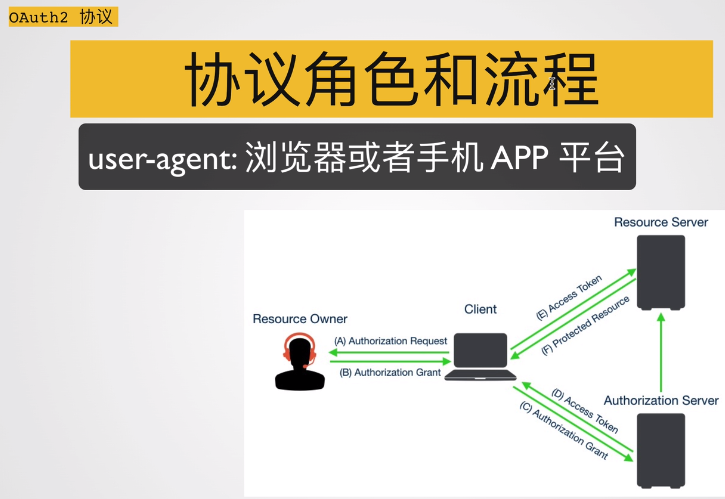 OAuth2 协议
协议角色和流程
user-agent: 浏览器或者手机 APP 平台
Resource Server
Client
Resource Owner
(E) Access Token
(F) Protected Resource
(A) Authorization Request
(B) Authorization Grant
(D) Access Token
(C) Authorization Grant
Authorization Server